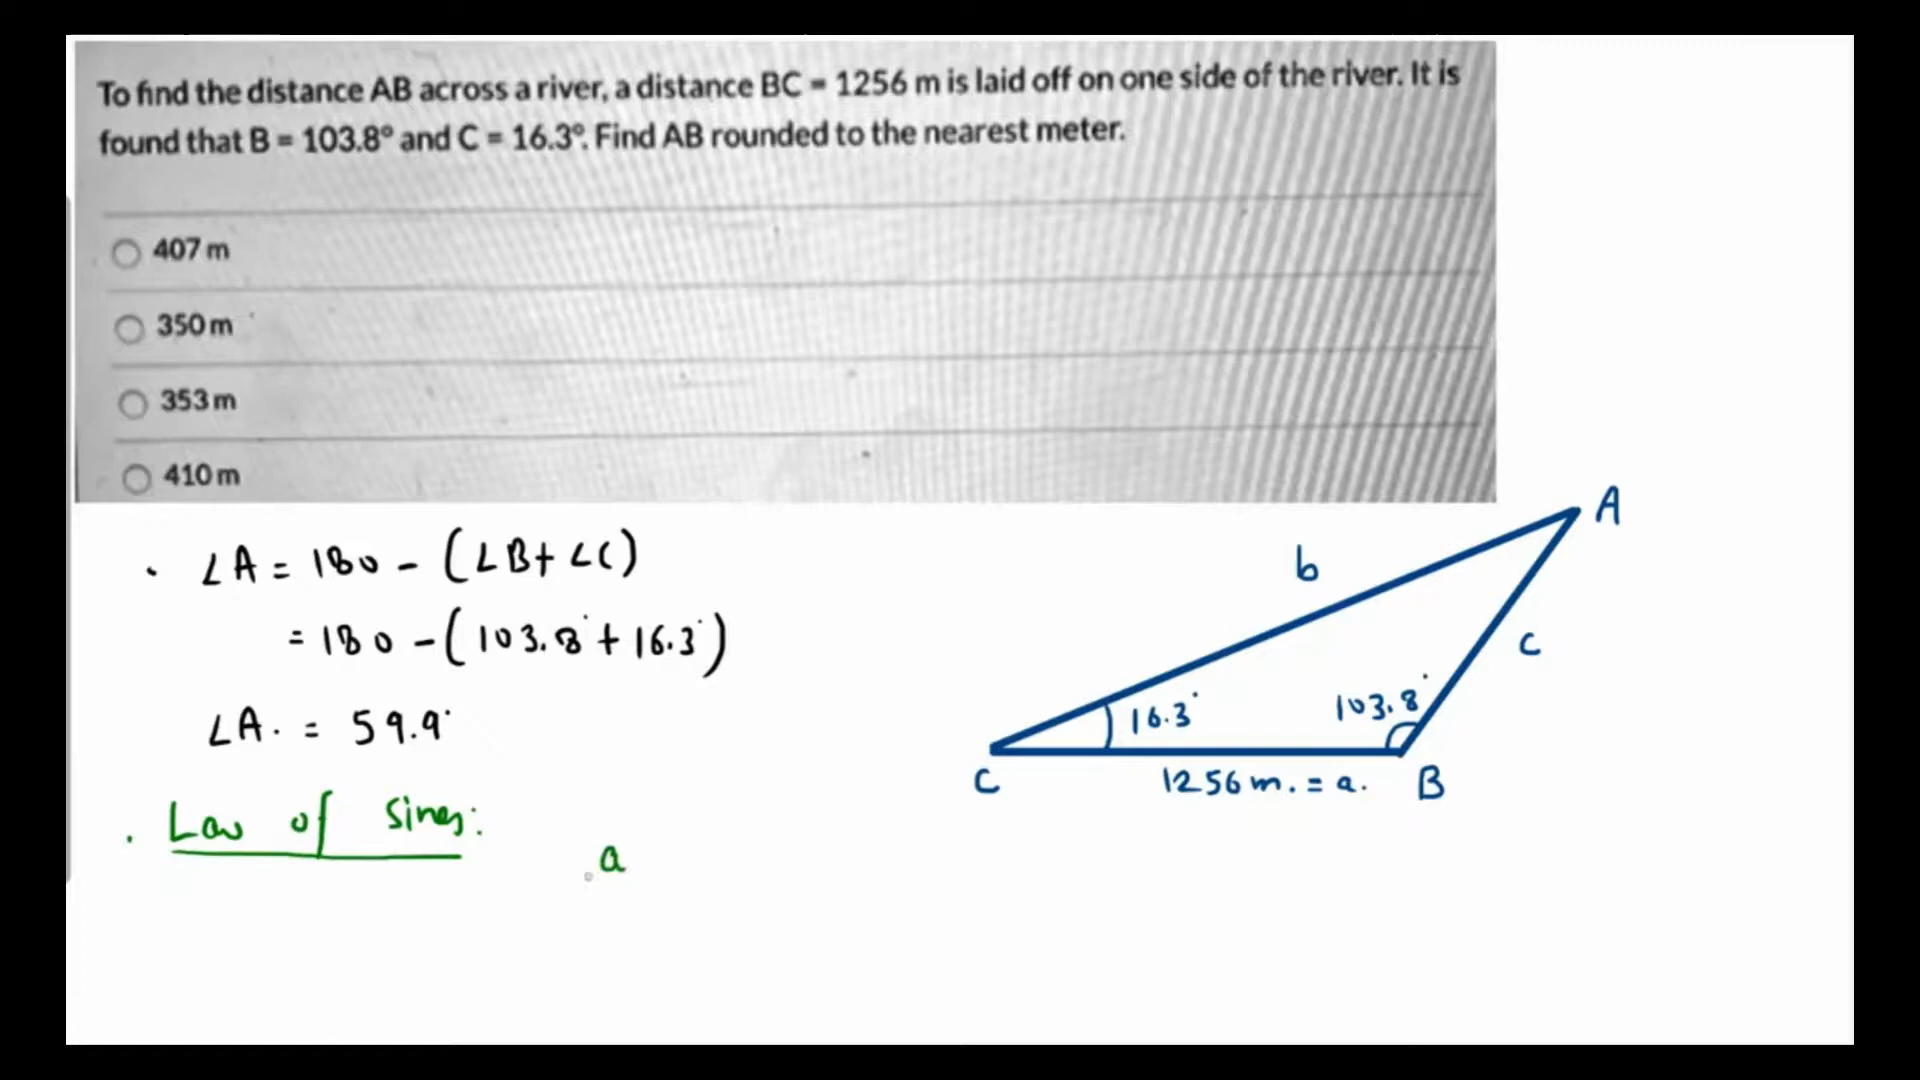 To find the distance AB across a river, a distance BC = 1256 m is laid off on one side of the river. It is
found that B = 103.8° and C = 16.3°. Find AB rounded to the nearest meter.
407 m
350 m
353 m
410 m
∠A = 180 - (∠B + ∠C)
= 180 - (103.8° + 16.3°)
∠A. = 59.9°
. Law of Sines:
a
A
b
c
16.3°
103.8°
C
1256 m. = a.
B